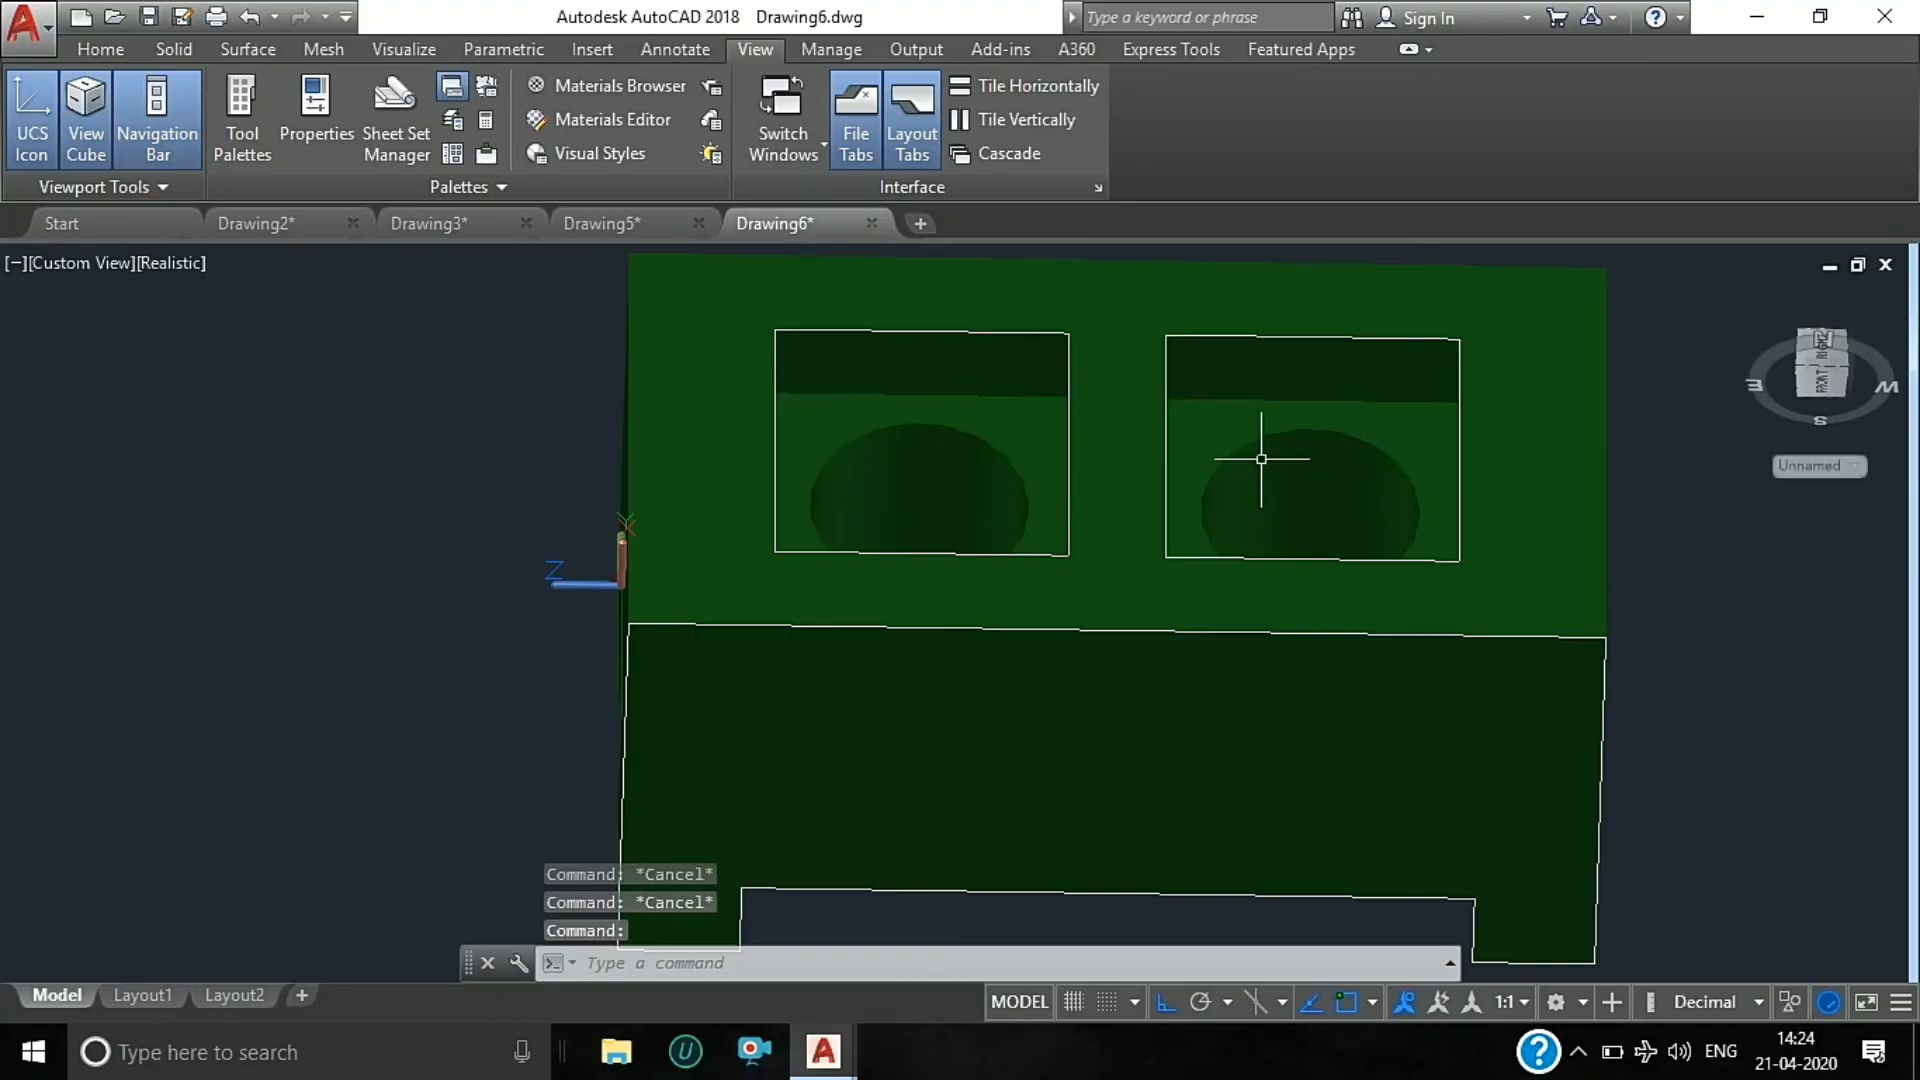 Autodesk AutoCAD 2018 Drawing6.dwg
Type a keyword or phrase
Sign In
Home Solid Surface Mesh Visualize Parametric Insert Annotate View Manage Output Add-ins A360 Express Tools Featured Apps
UCS Icon
View Cube
Navigation Bar
Tool Palettes
Properties
Sheet Set Manager
Materials Browser
Materials Editor
Visual Styles
Switch Windows
File Tabs
Layout Tabs
Tile Horizontally
Tile Vertically
Cascade
Viewport Tools
Palettes
Interface
Start Drawing2* Drawing3* Drawing5* Drawing6*
[−][Custom View][Realistic]
RIGHT
FRONT
W
S
Unnamed
X
Z
Command: *Cancel*
Command: *Cancel*
Command:
Type a command
Model Layout1 Layout2
MODEL 1:1 Decimal
Type here to search
ENG
14:24
21-04-2020